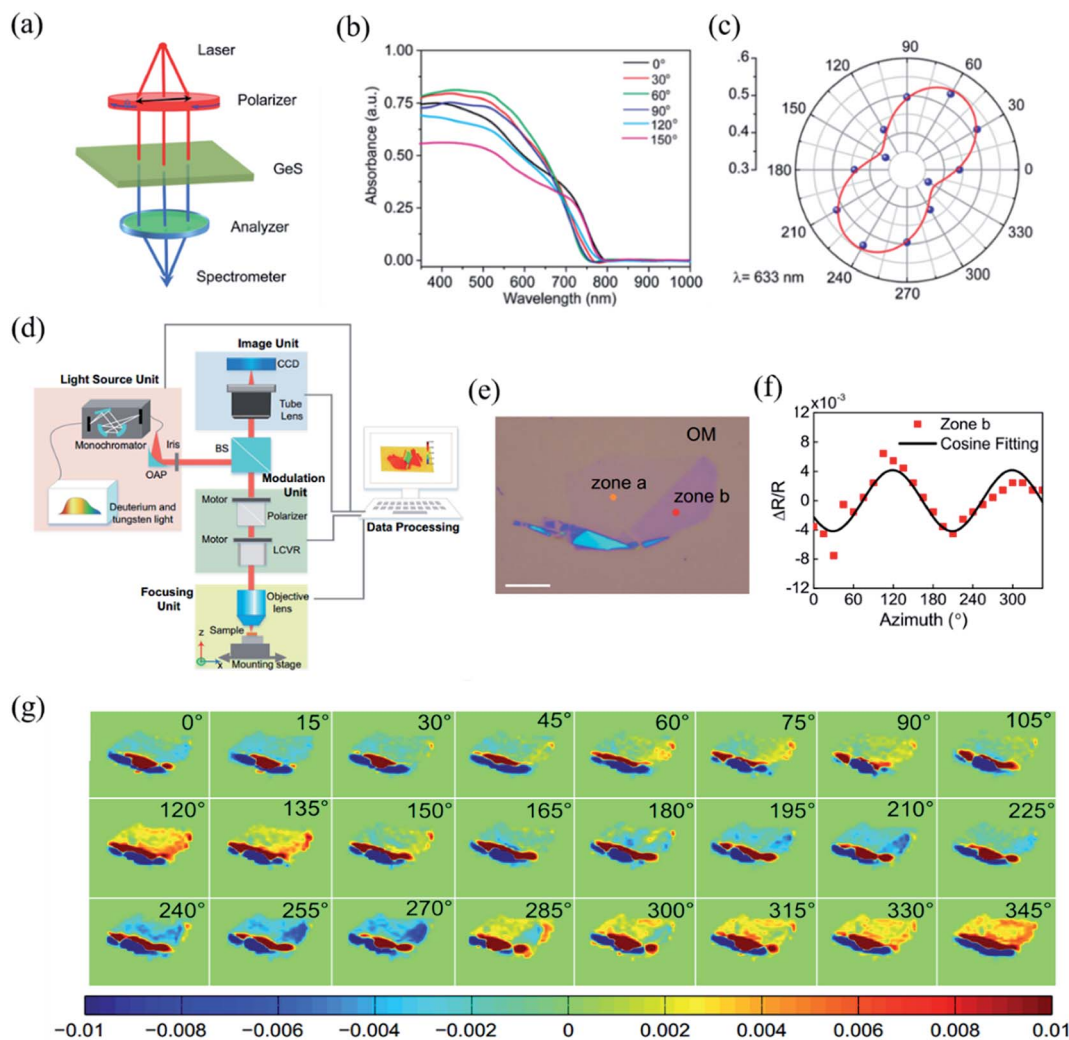 (a)
Laser
Polarizer
GeS
Analyzer
Spectrometer
(b)
1.00
0.75
0.50
0.25
0.00
Absorbance (a.u.)
0°
30°
60°
90°
120°
150°
400 500 600 700 800 900 1000
Wavelength (nm)
(c)
.6
0.5
0.4
0.3
90
60
30
0
330
300
270
240
210
180
150
120
λ= 633 nm
(d)
Light Source Unit
Monochromator
Iris
OAP
Deuterium and
tungsten light
Image Unit
CCD
Tube
Lens
BS
Modulation
Unit
Motor
Polarizer
Motor
LCVR
Data Processing
Focusing
Unit
Objective
lens
Sample
z
x
Mounting stage
(e)
OM
zone a
zone b
(f)
×10⁻³
12
8
4
0
-4
-8
-12
ΔR/R
Zone b
Cosine Fitting
0 60 120 180 240 300
Azimuth (°)
(g)
0° 15° 30° 45° 60° 75° 90° 105°
120° 135° 150° 165° 180° 195° 210° 225°
240° 255° 270° 285° 300° 315° 330° 345°
−0.01 −0.008 −0.006 −0.004 −0.002 0 0.002 0.004 0.006 0.008 0.01